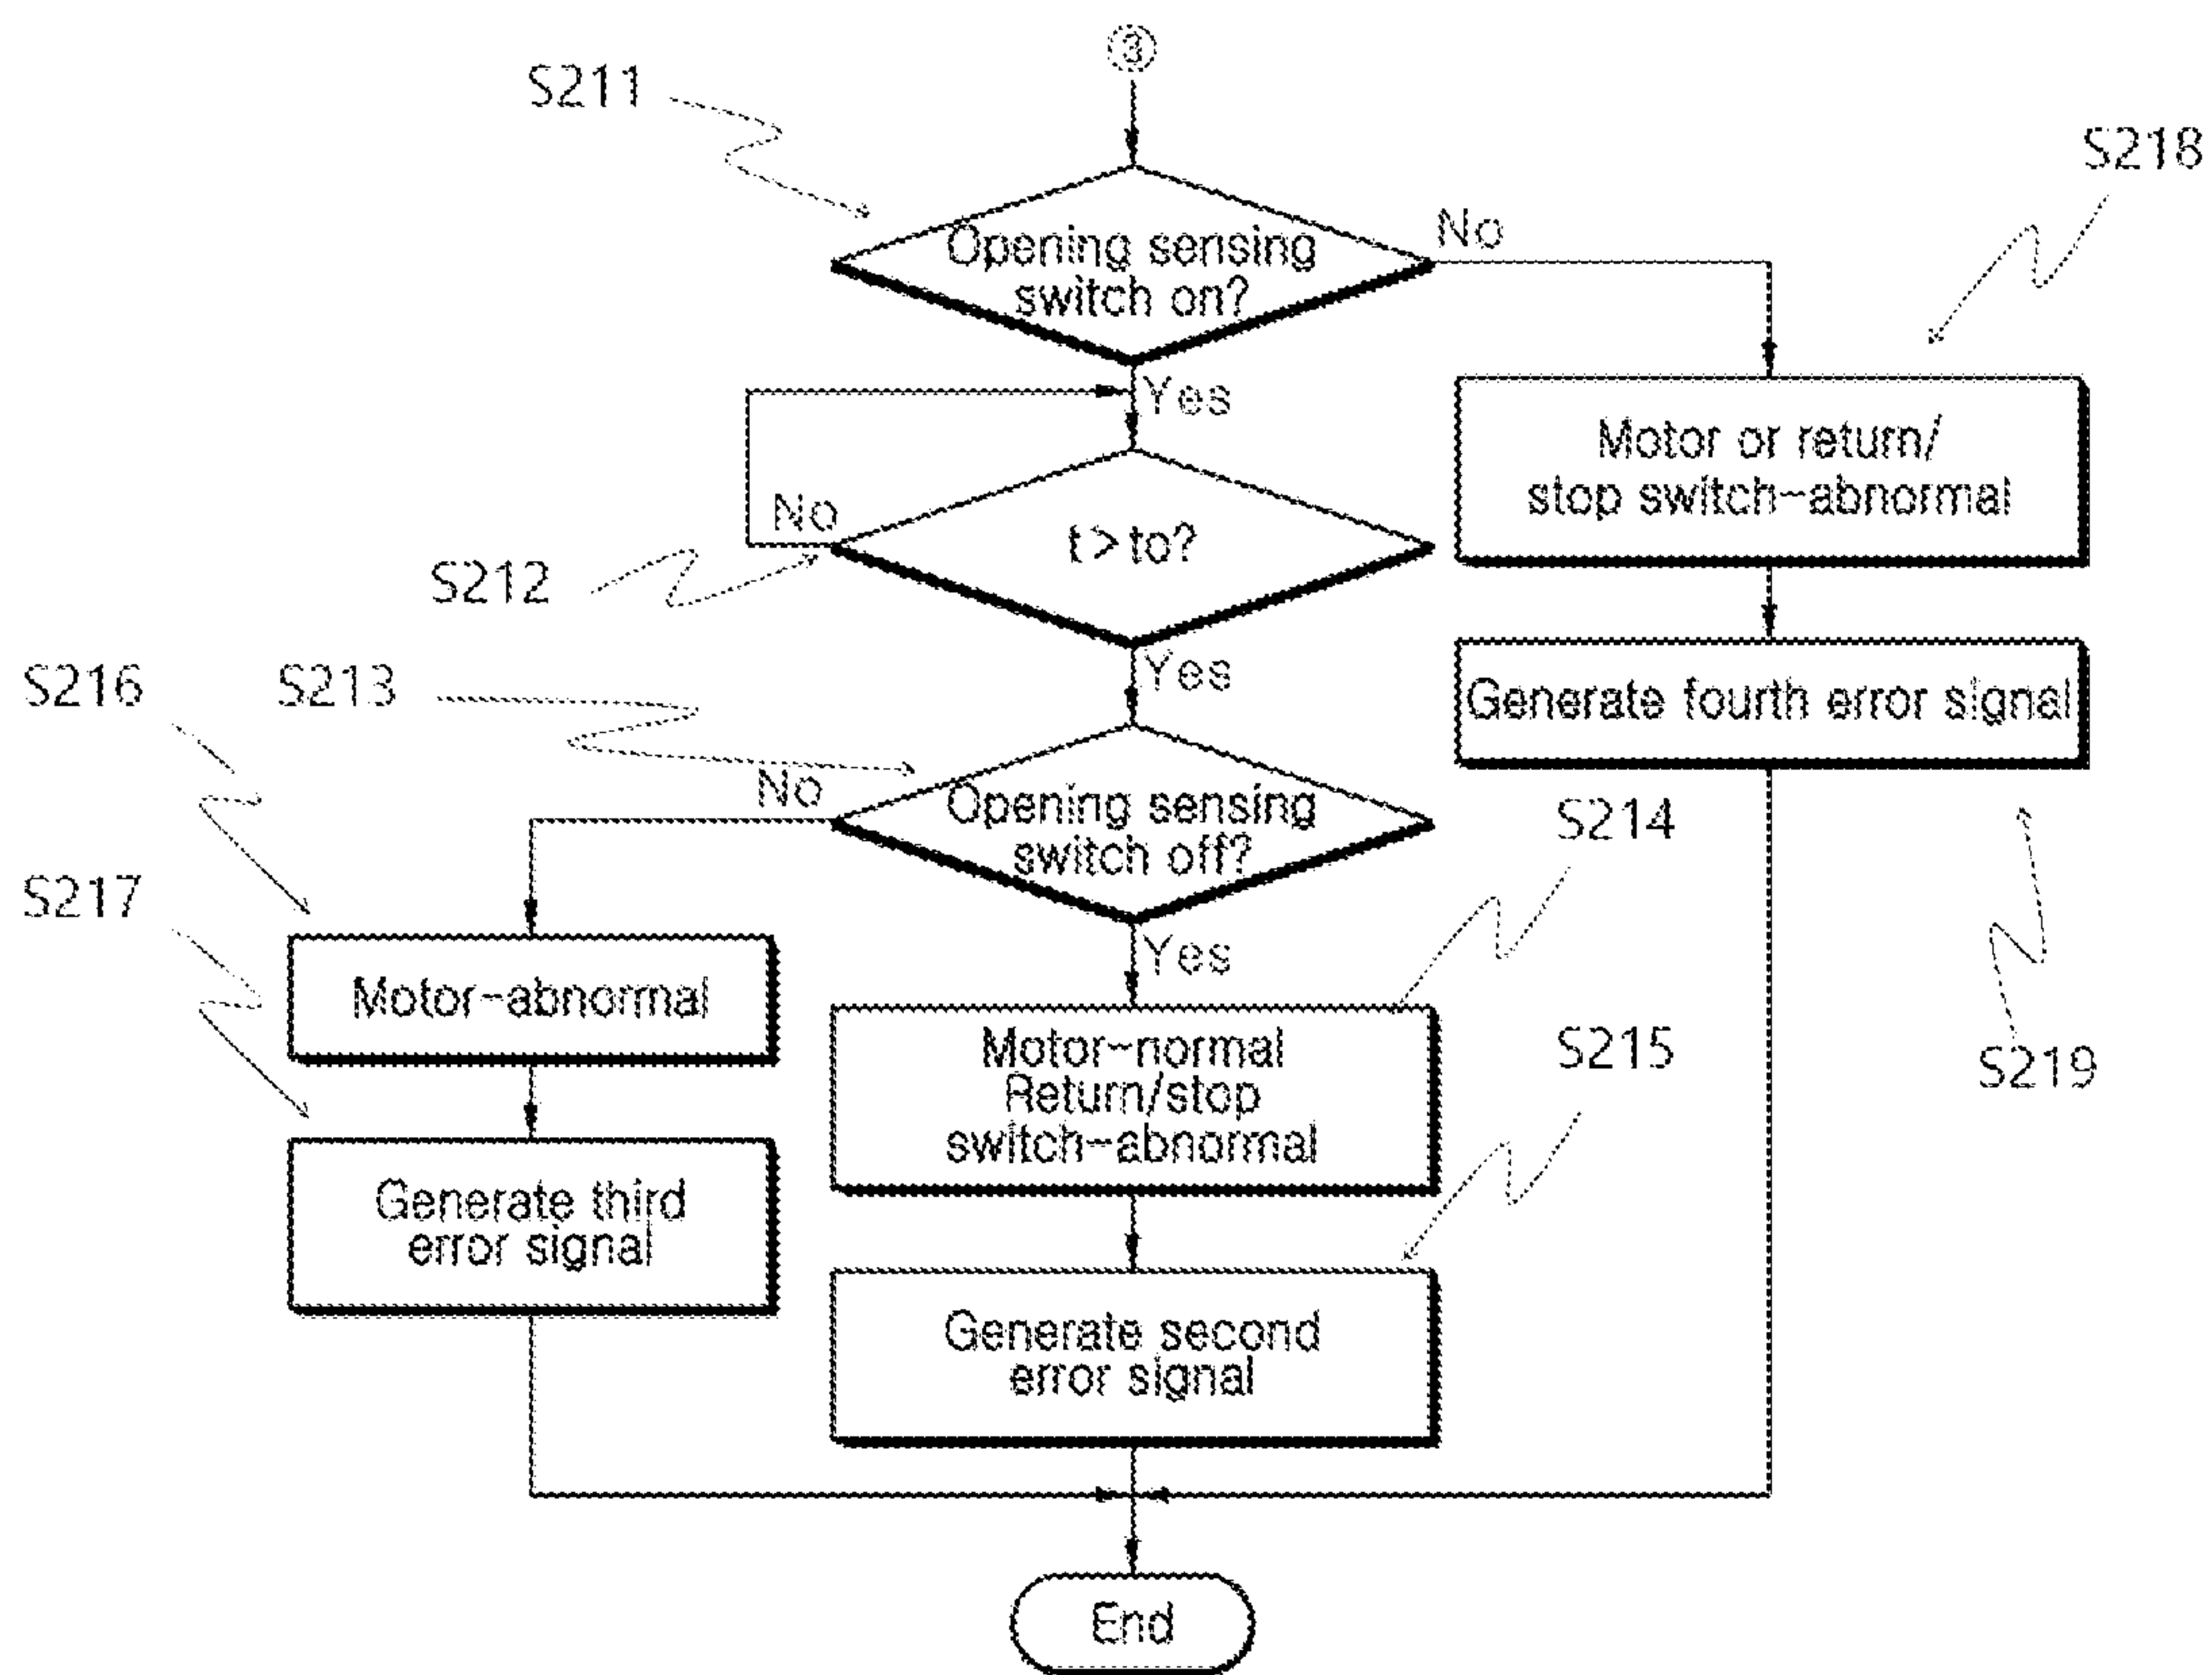 ③
S211
S218
Opening sensing
switch on?
No
Yes
Motor or return/
stop switch-abnormal
No
t>to?
S212
Yes
Generate fourth error signal
S216
S213
No
Opening sensing
switch off?
S214
S217
Yes
Motor-abnormal
Motor-normal
Return/stop
switch-abnormal
S215
S219
Generate third
error signal
Generate second
error signal
End